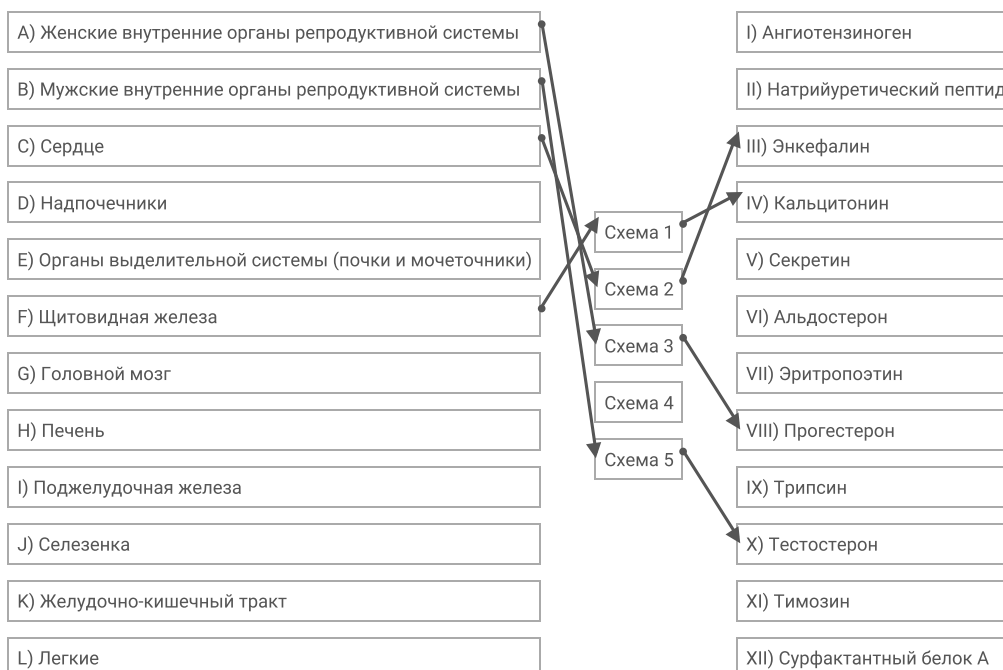 A) Женские внутренние органы репродуктивной системы
B) Мужские внутренние органы репродуктивной системы
C) Сердце
D) Надпочечники
E) Органы выделительной системы (почки и мочеточники)
F) Щитовидная железа
G) Головной мозг
H) Печень
I) Поджелудочная железа
J) Селезенка
K) Желудочно-кишечный тракт
L) Легкие
Схема 1
Схема 2
Схема 3
Схема 4
Схема 5
I) Ангиотензиноген
II) Натрийуретический пептид
III) Энкефалин
IV) Кальцитонин
V) Секретин
VI) Альдостерон
VII) Эритропоэтин
VIII) Прогестерон
IX) Трипсин
X) Тестостерон
XI) Тимозин
XII) Сурфактантный белок А